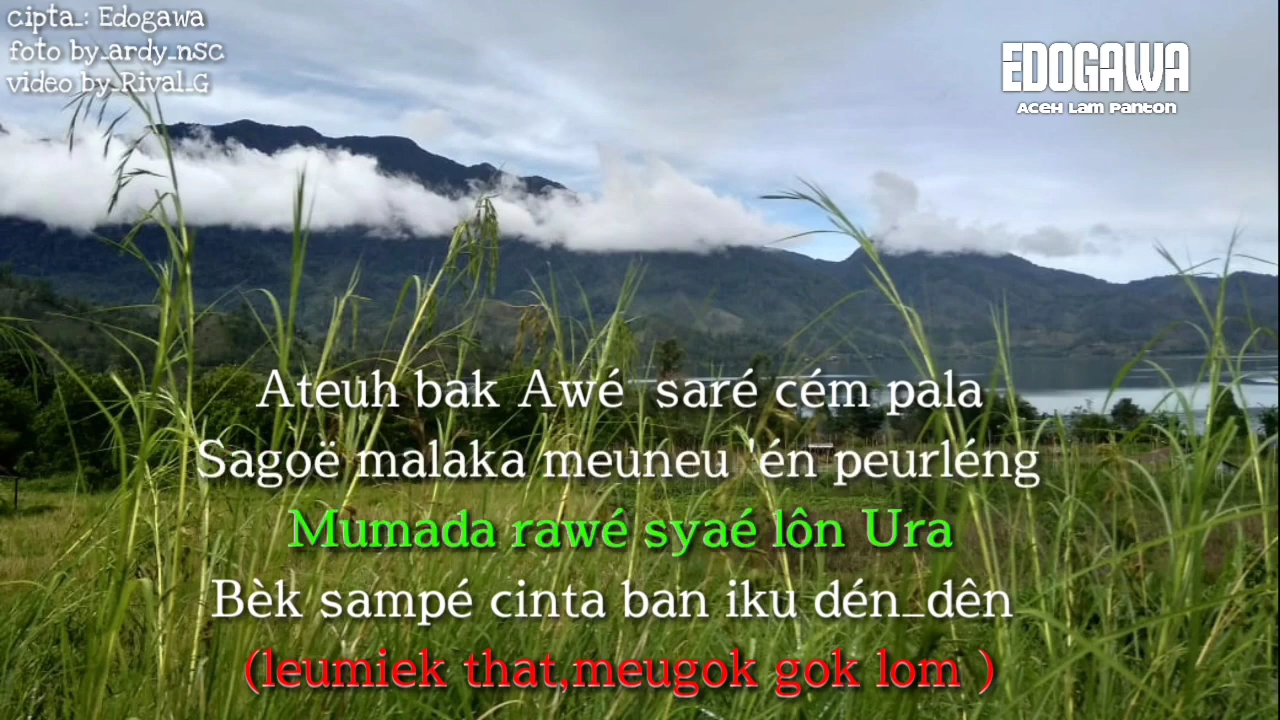 cipta_: Edogawa
foto by_ardy_nsc
video by_Rival_G
EDOGAWA
Aceh Lam Panton
Ateuh bak Awé saré cém pala
Sagoë malaka meuneu 'én peurléng
Mumada rawé syaé lôn Ura
Bèk sampé cinta ban iku dén_dên
(leumiek that,meugok gok lom )